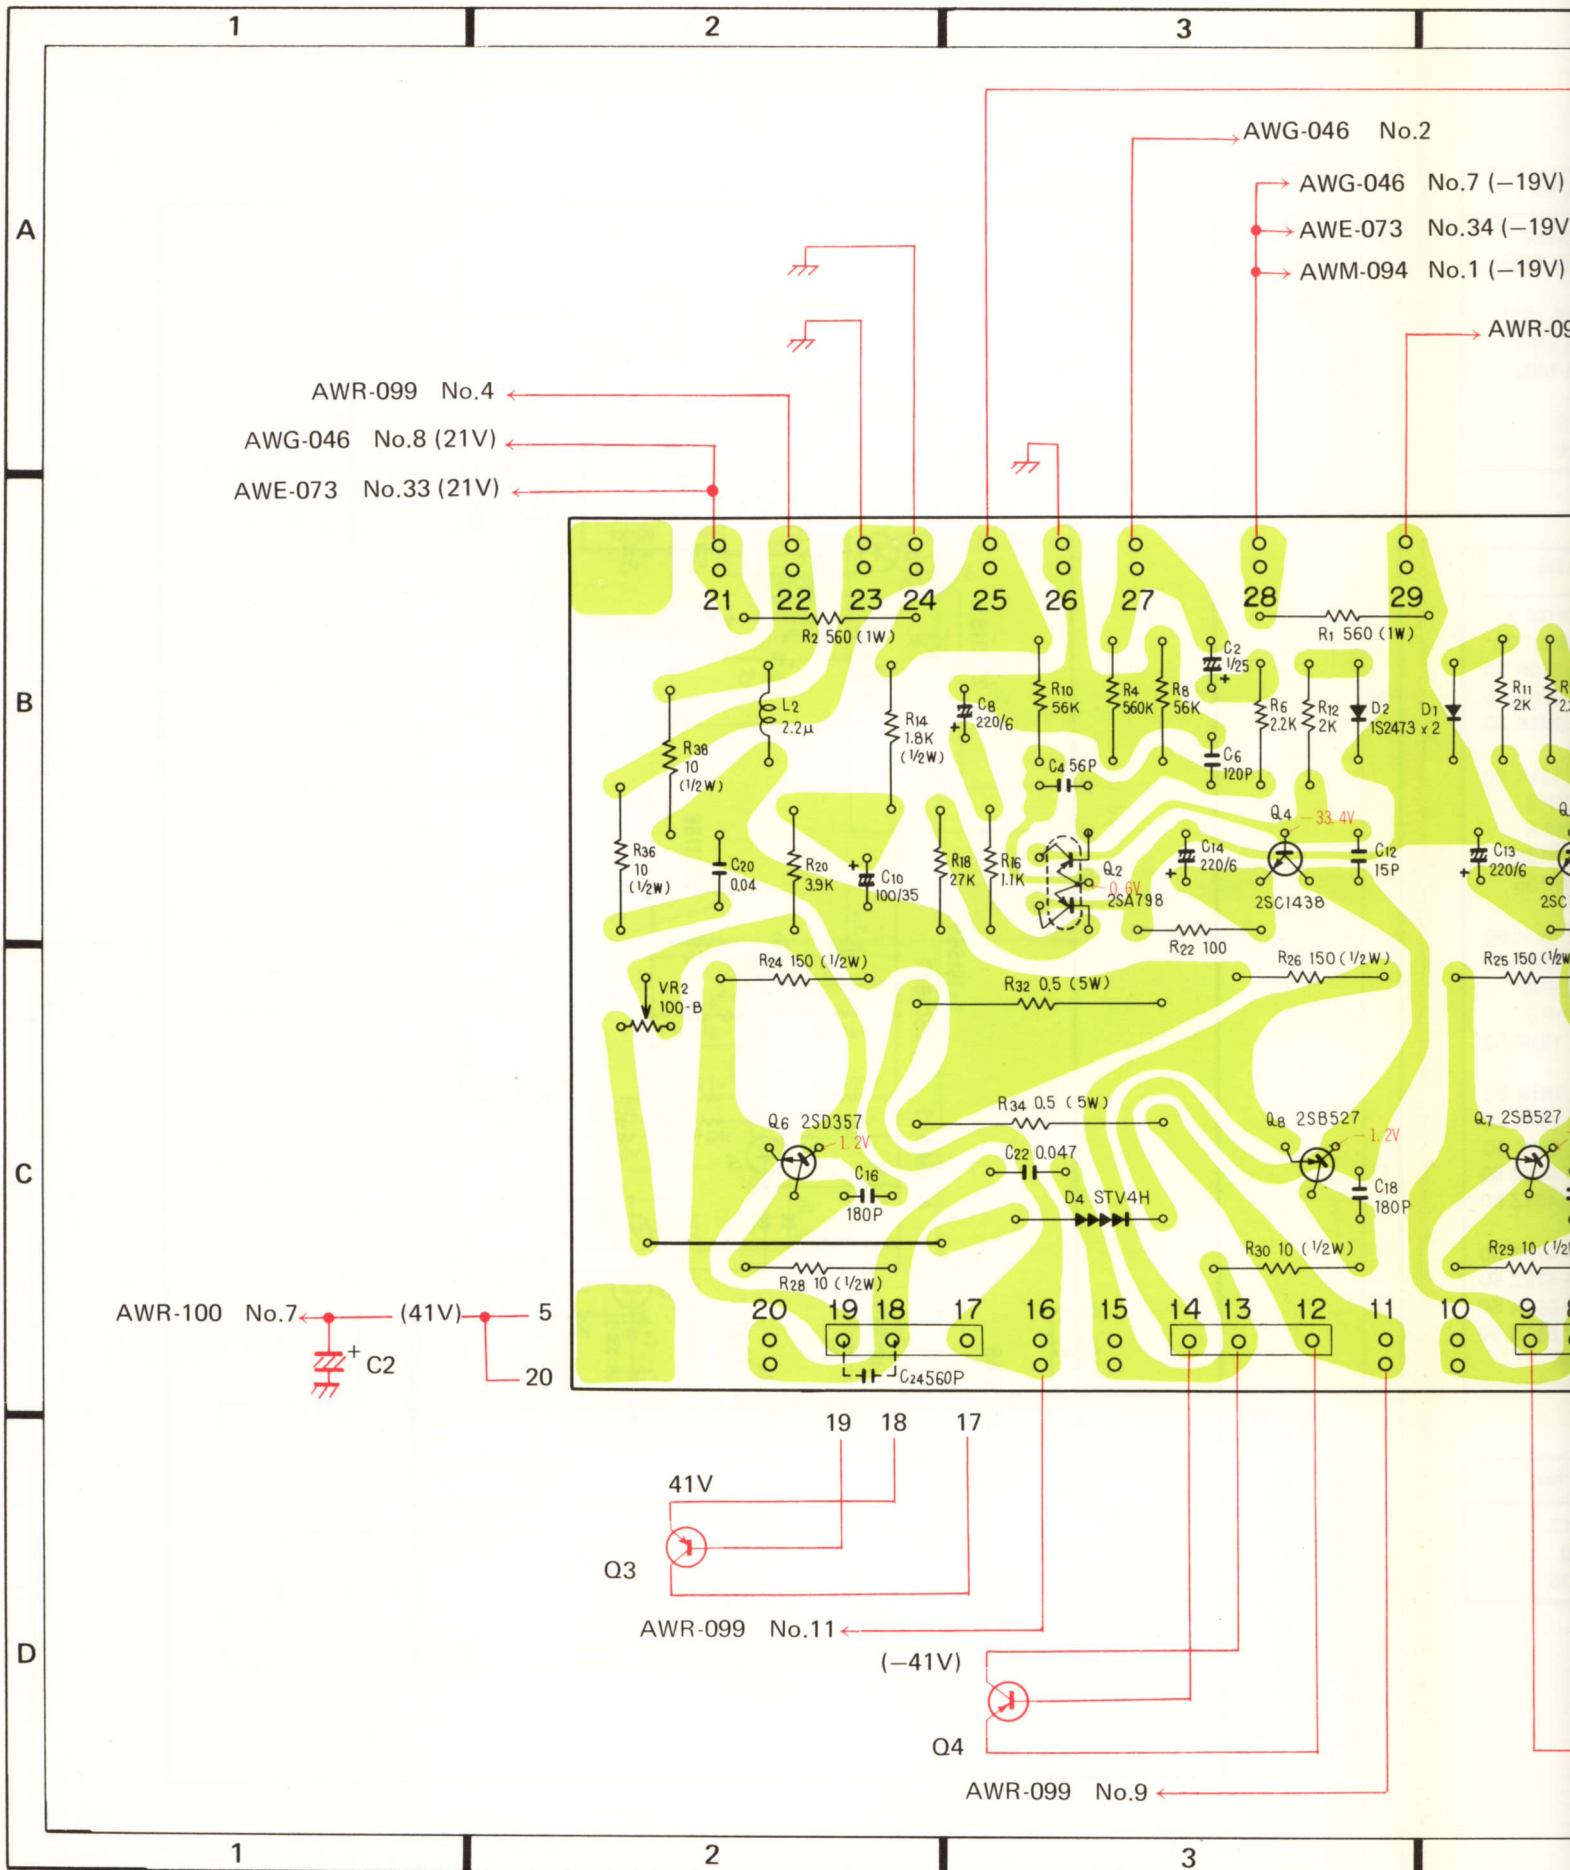 1 2 3
A
AWG-046 No.2
AWG-046 No.7 (−19V)
AWE-073 No.34 (−19V
AWM-094 No.1 (−19V)
AWR-09
AWR-099 No.4
AWG-046 No.8 (21V)
AWE-073 No.33 (21V)
21 22 23 24 25 26 27 28 29
R2 560 (1W)
R1 560 (1W)
B
C2
1/25
+
L2
2.2µ
R14
1.8K
(1/2W)
C8
220/6
+
R10
56K
R4
560K
R8
56K
R6
2.2K
R12
2K
D2
D1
1S2473 x 2
R11
2K
R38
10
(1/2W)
C4 56P
C6
120P
Q4
−33.4V
R36
10
(1/2W)
C20
0.04
R20
3.9K
+
C10
100/35
R18
27K
R16
1.1K
Q2
−0.6V
2SA798
C14
220/6
+
2SC1438
C12
15P
C13
220/6
+
2SC
R22 100
R24 150 (1/2W)
R26 150 (1/2W)
R25 150 (1/2W
VR2
100-B
R32 0.5 (5W)
C
R34 0.5 (5W)
Q6 2SD357
1.2V
Q8 2SB527
−1.2V
Q7 2SB527
C22 0.047
C16
180P
D4 STV4H
C18
180P
R28 10 (1/2W)
R30 10 (1/2W)
R29 10 (1/2W
AWR-100 No.7 (41V) 5
+
C2
20
20 19 18 17 16 15 14 13 12 11 10 9
C24 560P
19 18 17
41V
Q3
AWR-099 No.11
D
(−41V)
Q4
AWR-099 No.9
1 2 3